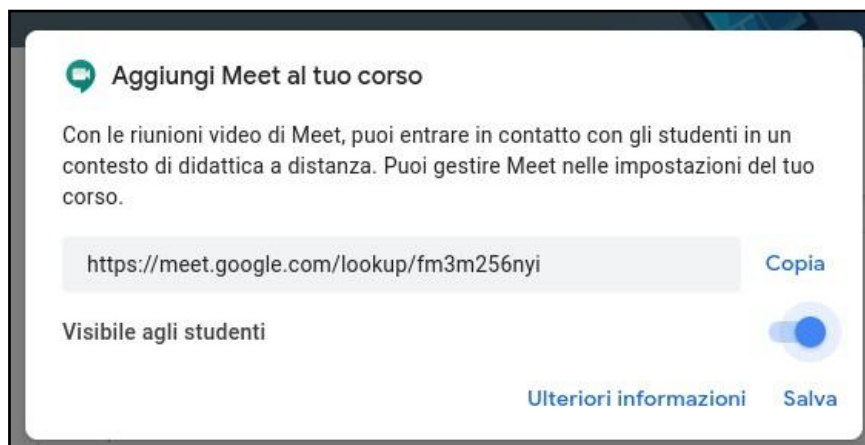 Aggiungi Meet al tuo corso
Con le riunioni video di Meet, puoi entrare in contatto con gli studenti in un
contesto di didattica a distanza. Puoi gestire Meet nelle impostazioni del tuo
corso.
https://meet.google.com/lookup/fm3m256nyi
Copia
Visibile agli studenti
Ulteriori informazioni
Salva